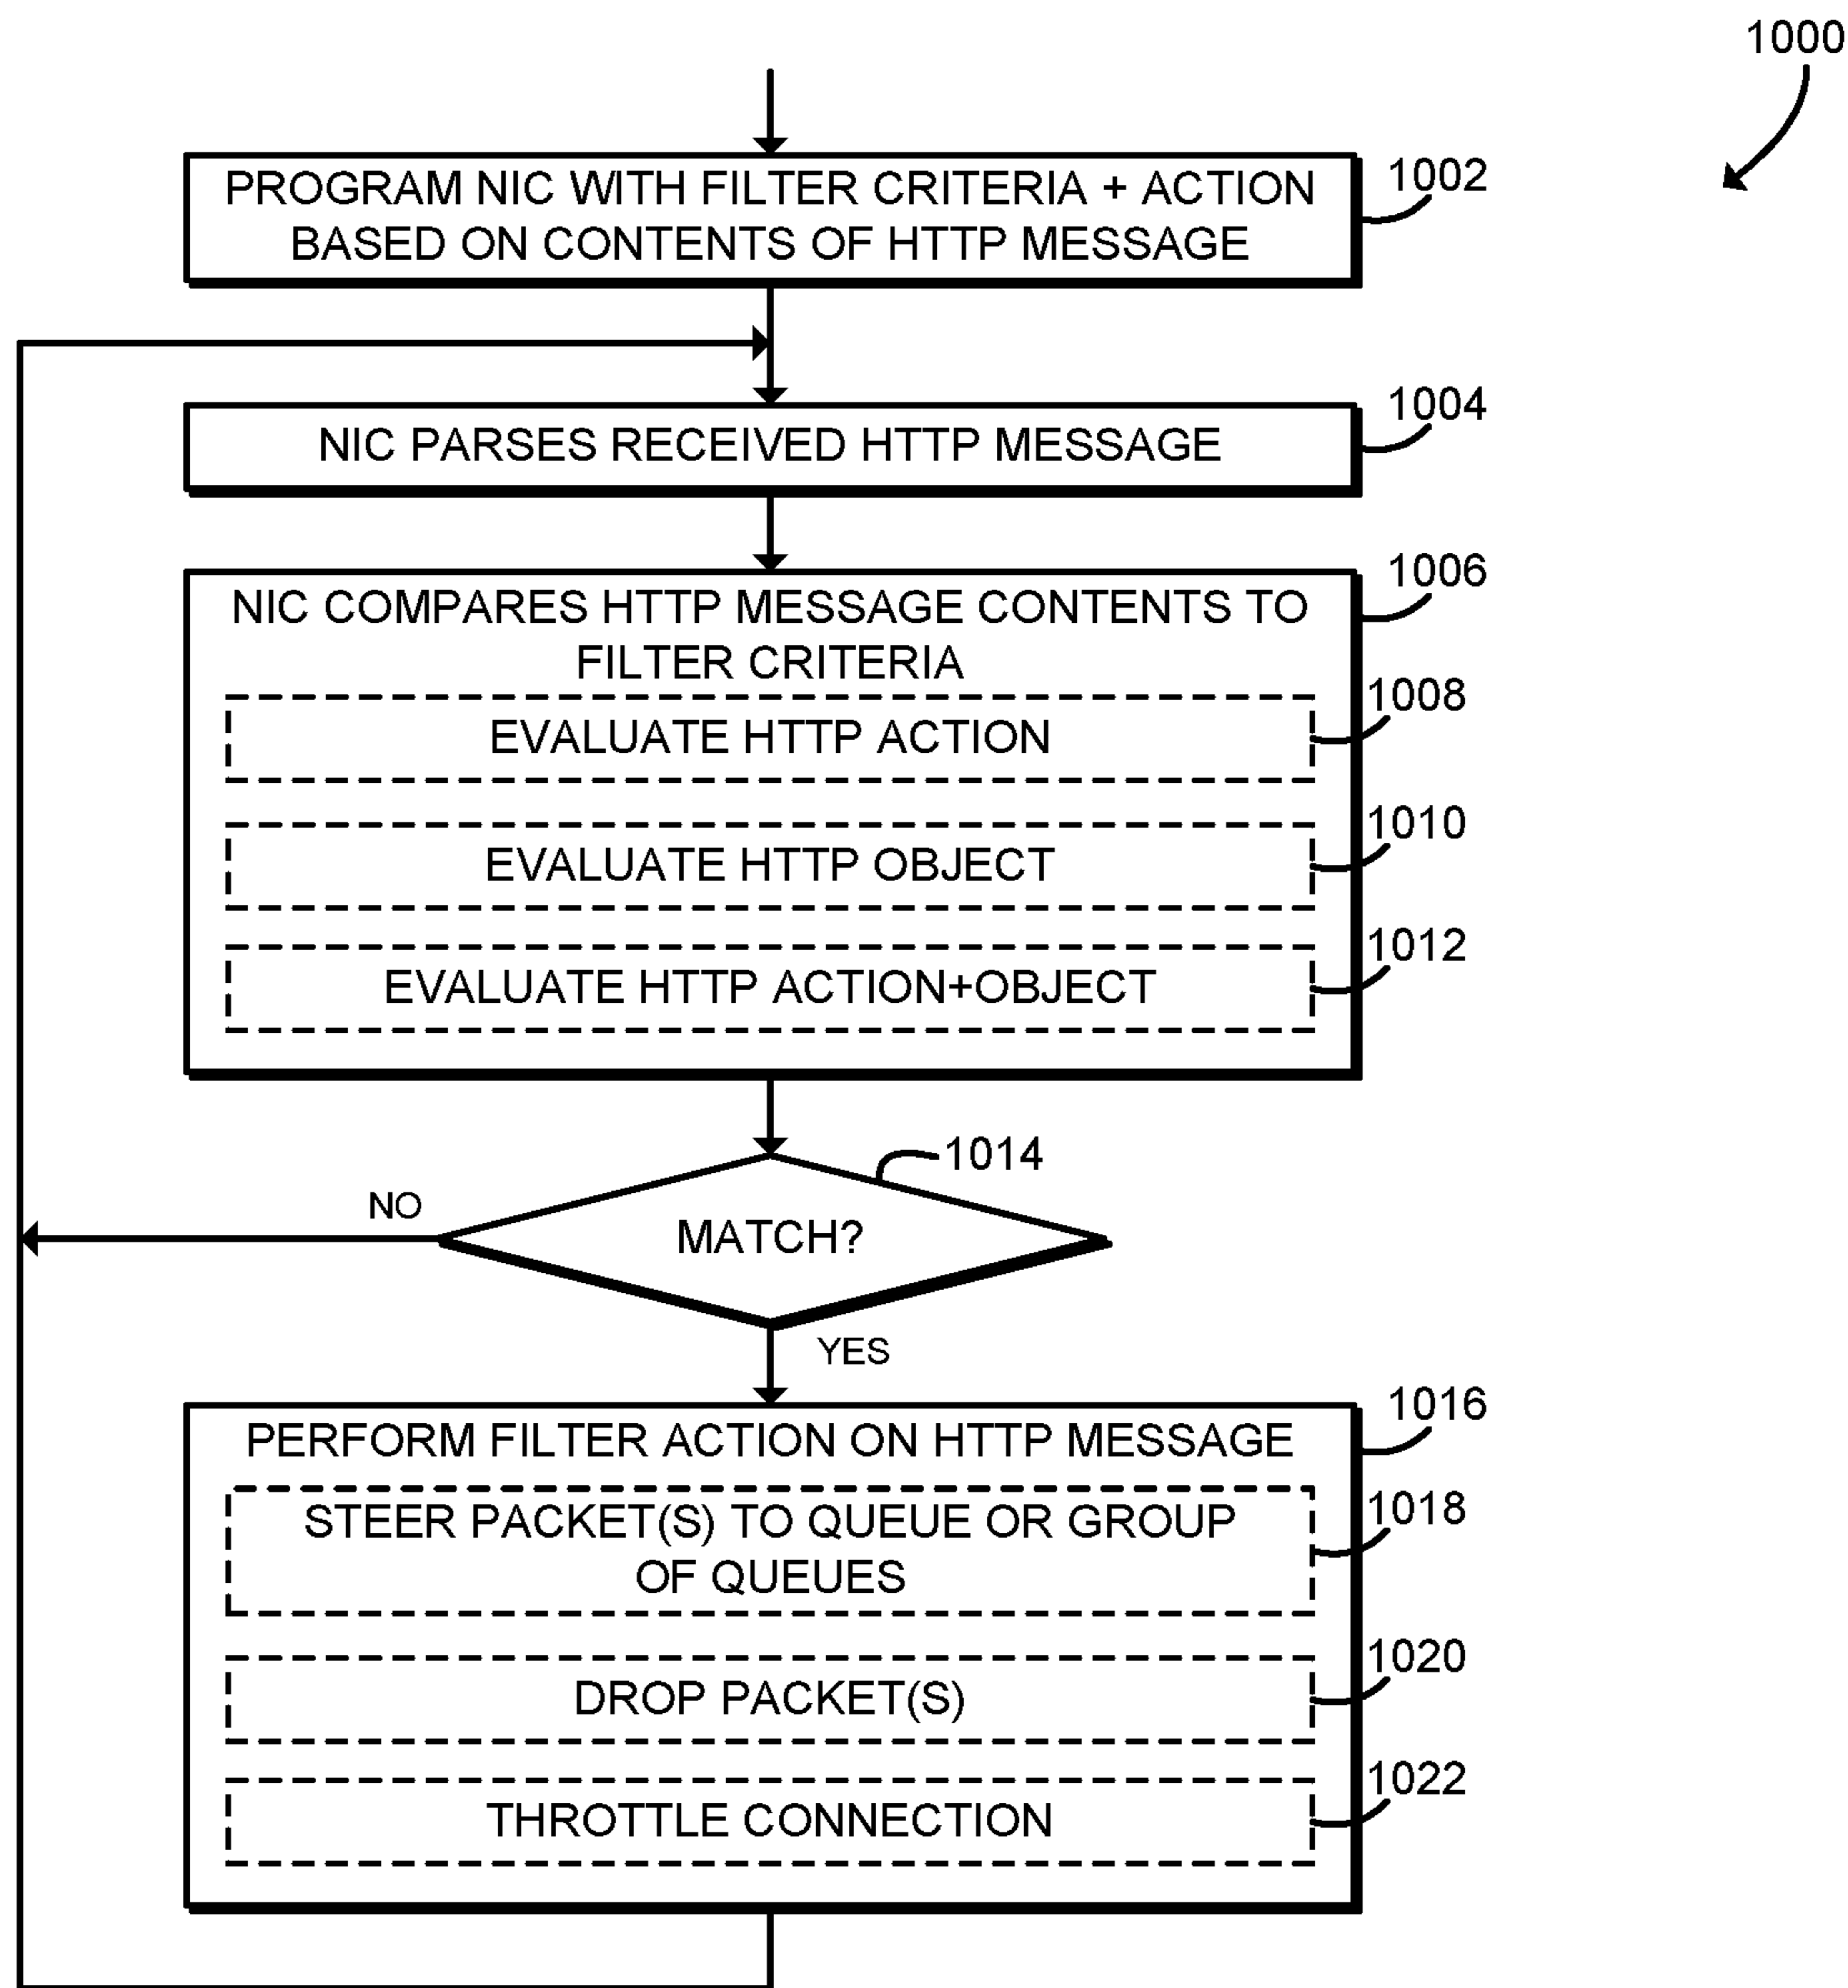 1000
PROGRAM NIC WITH FILTER CRITERIA + ACTION
BASED ON CONTENTS OF HTTP MESSAGE
1002
NIC PARSES RECEIVED HTTP MESSAGE
1004
NIC COMPARES HTTP MESSAGE CONTENTS TO
FILTER CRITERIA
1006
EVALUATE HTTP ACTION
1008
EVALUATE HTTP OBJECT
1010
EVALUATE HTTP ACTION+OBJECT
1012
MATCH?
1014
NO
YES
PERFORM FILTER ACTION ON HTTP MESSAGE
1016
STEER PACKET(S) TO QUEUE OR GROUP
OF QUEUES
1018
DROP PACKET(S)
1020
THROTTLE CONNECTION
1022